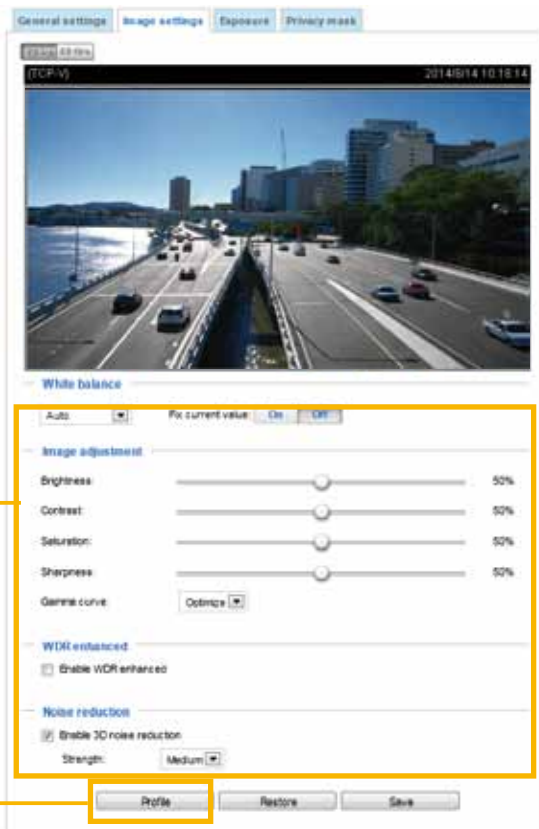 General settings Image settings Exposure Privacy mask
(TCP-V) 2014/8/14 10:18:14
White balance
Auto Fix current value: On Off
Image adjustment
Brightness: 50%
Contrast: 50%
Saturation: 50%
Sharpness: 50%
Gamma curve: Optimize
WDR enhanced
Enable WDR enhanced
Noise reduction
Enable 3D noise reduction
Strength: Medium
Profile Restore Save